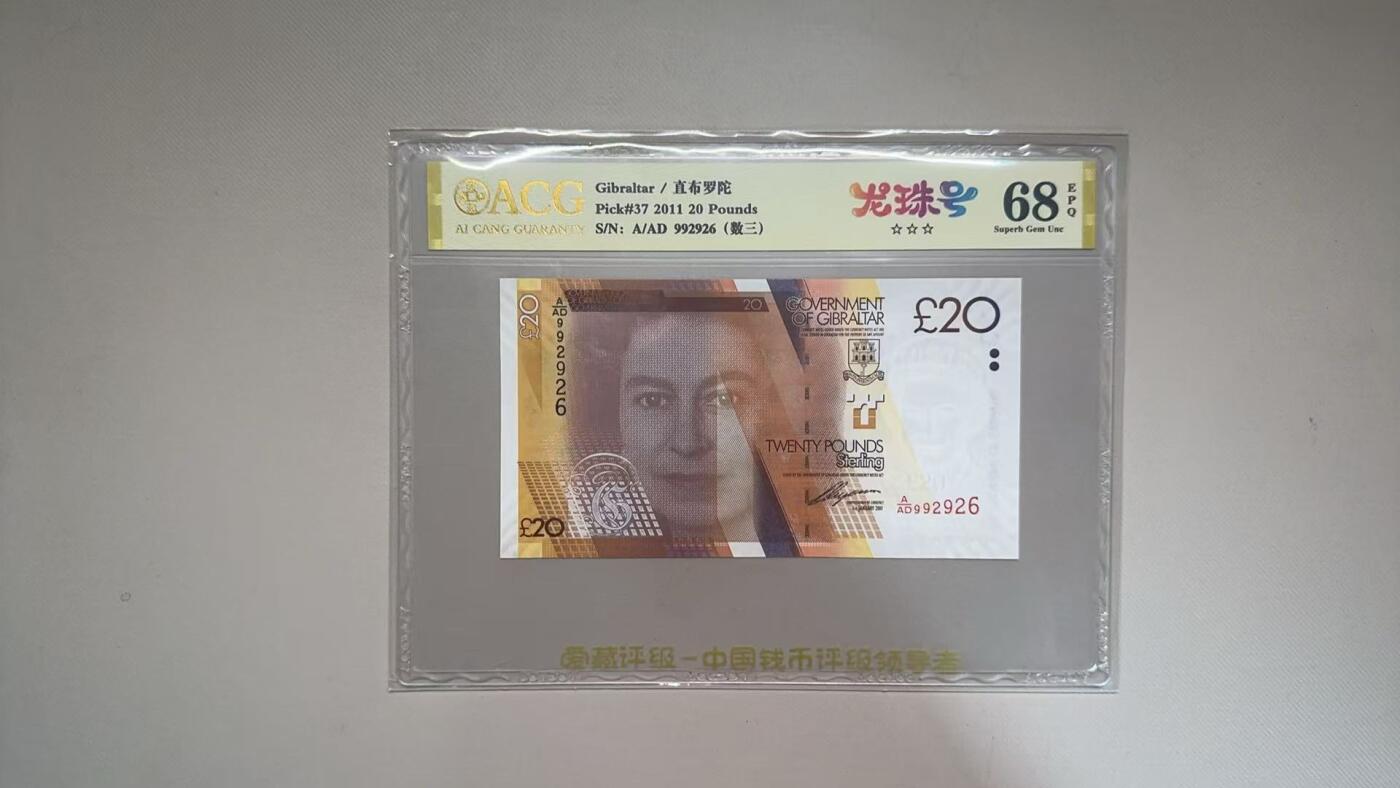 ACG
AI CANG GUARANTY
Gibraltar / 直布罗陀
Pick#37 2011 20 Pounds
S/N: A/AD 992926 (数三)
龙珠号
☆☆☆
68
EPQ
Superb Gem Unc
£20
A/AD 992926
20
GOVERNMENT
OF GIBRALTAR
£20
TWENTY POUNDS
Sterling
A/AD 992926
£20
爱藏评级-中国钱币评级领导者